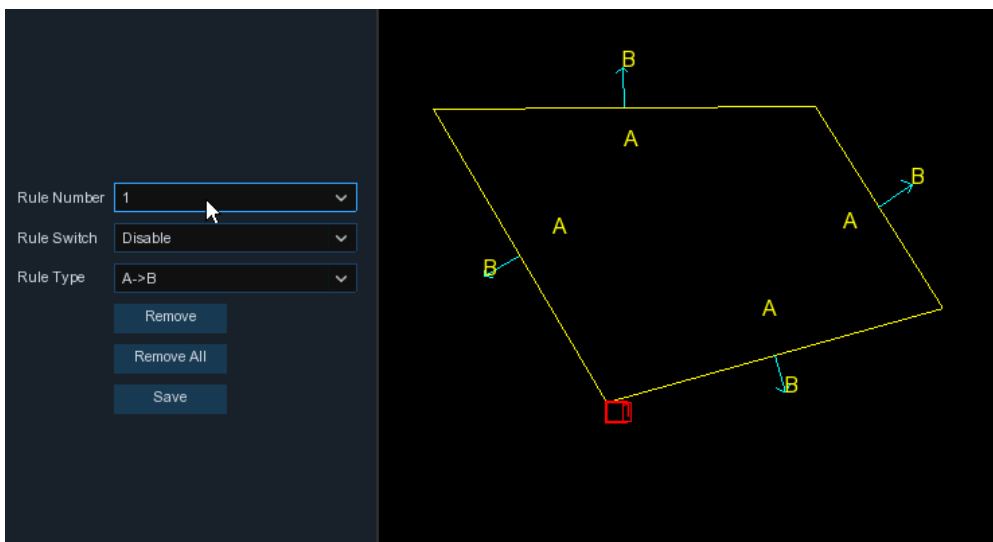 Rule Number 1
Rule Switch Disable
Rule Type A->B
Remove
Remove All
Save
B
A
B
A
A
B
A
B